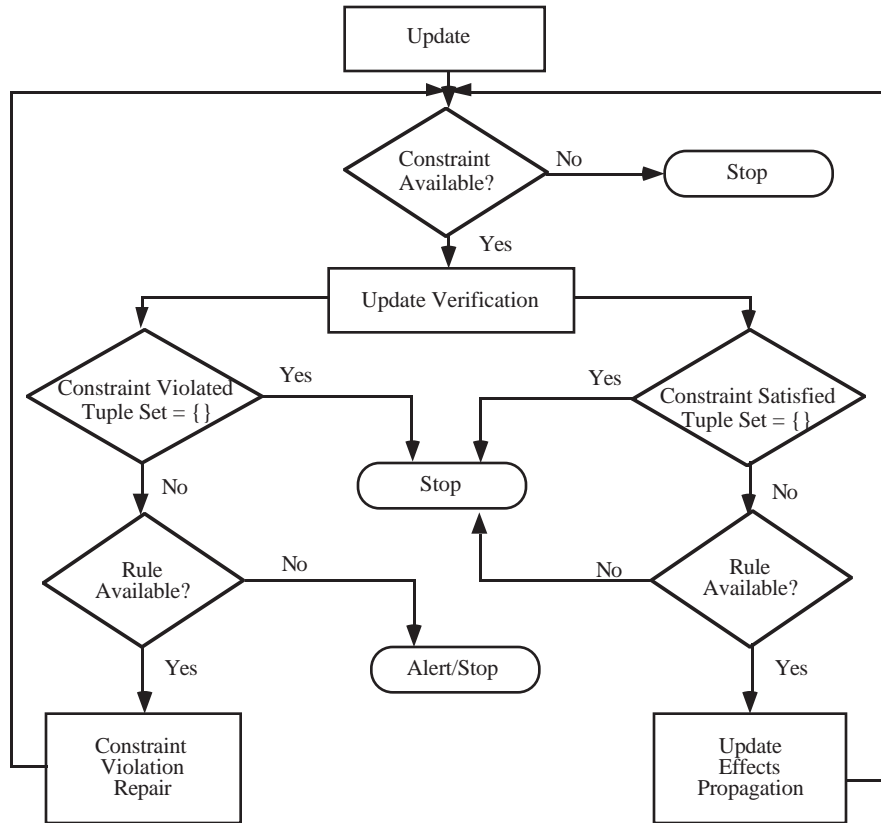 Update
Constraint
Available?
No
Stop
Yes
Update Verification
Constraint Violated
Tuple Set = {}
Yes
Yes
Constraint Satisfied
Tuple Set = {}
Stop
No
No
Rule
Available?
No
No
Rule
Available?
Yes
Alert/Stop
Yes
Constraint
Violation
Repair
Update
Effects
Propagation